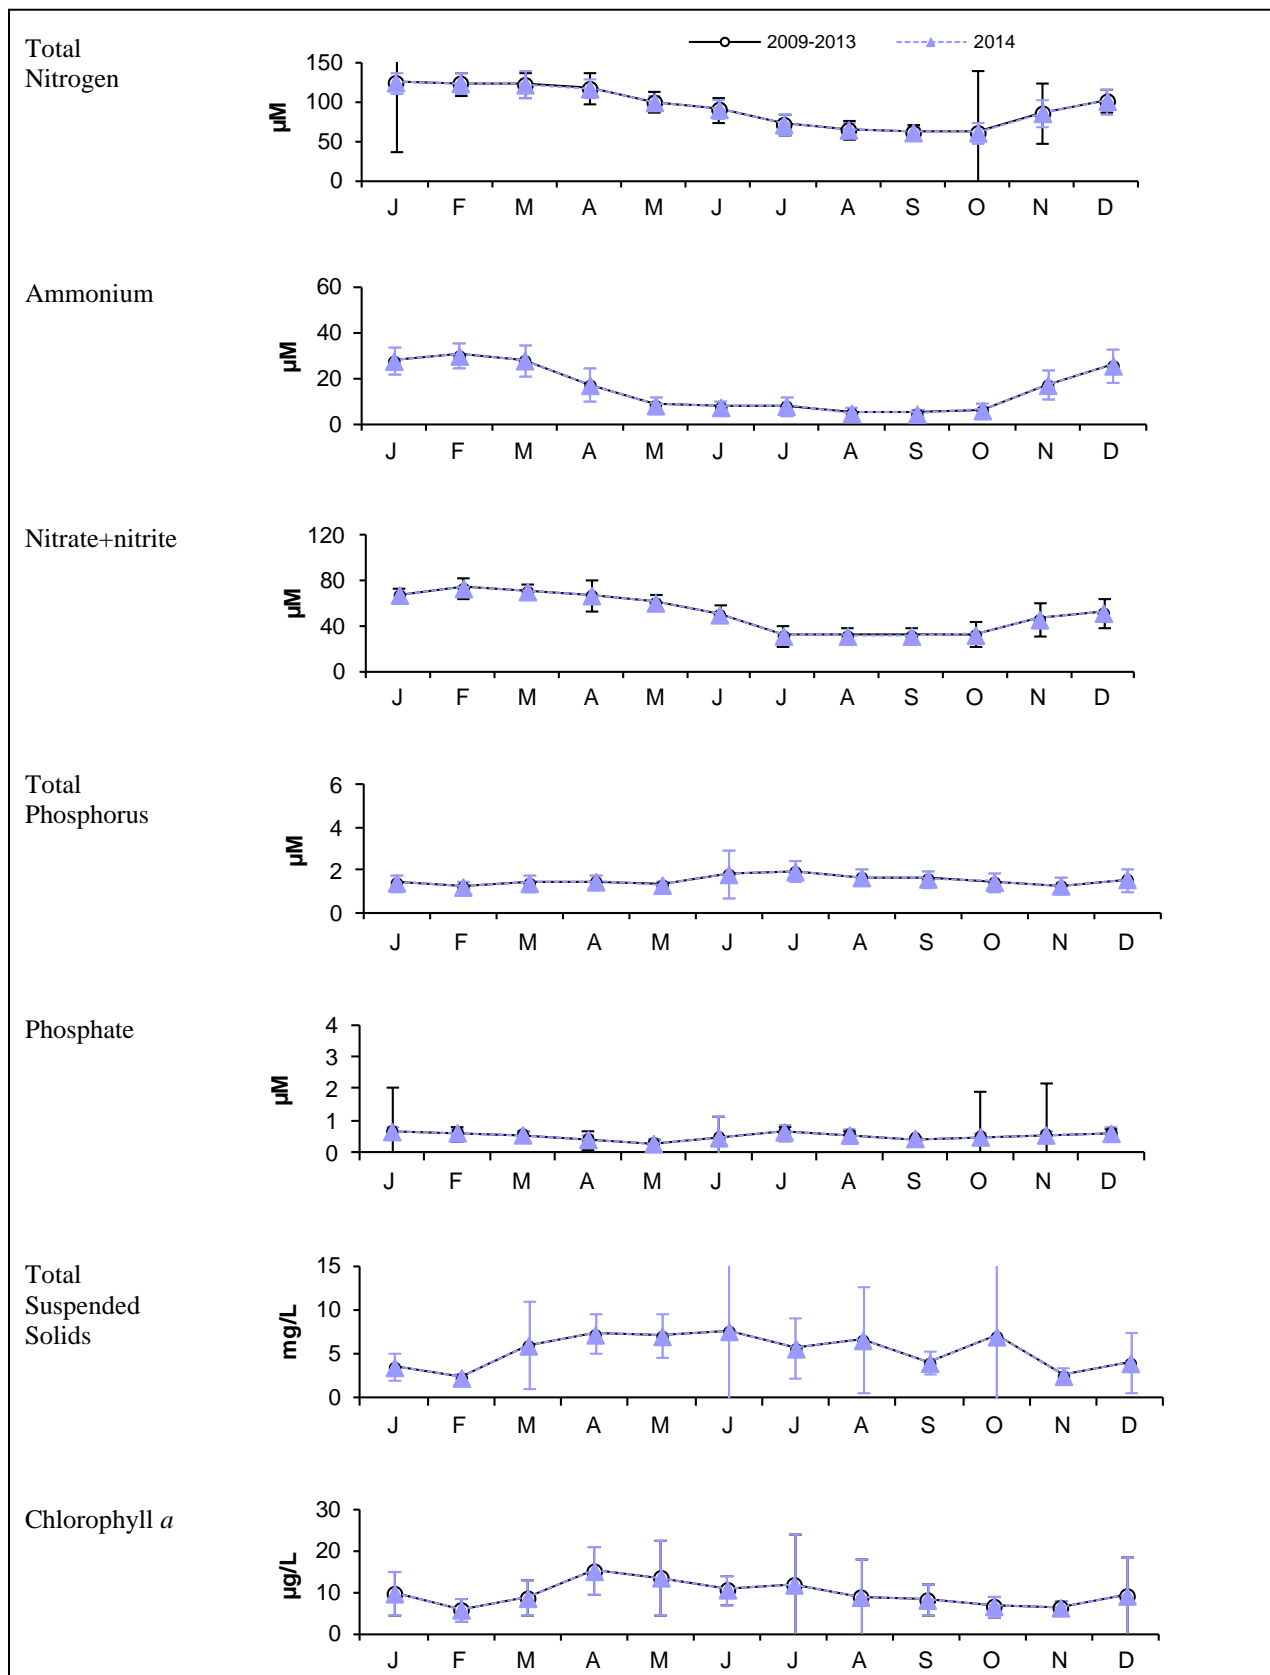 Total
Nitrogen
2009-2013
2014
µM
150
100
50
0
J F M A M J J A S O N D
Ammonium
µM
60
40
20
0
J F M A M J J A S O N D
Nitrate+nitrite
µM
120
80
40
0
J F M A M J J A S O N D
Total
Phosphorus
µM
6
4
2
0
J F M A M J J A S O N D
Phosphate
µM
4
3
2
1
0
J F M A M J J A S O N D
Total
Suspended
Solids
mg/L
15
10
5
0
J F M A M J J A S O N D
Chlorophyll a
µg/L
30
20
10
0
J F M A M J J A S O N D